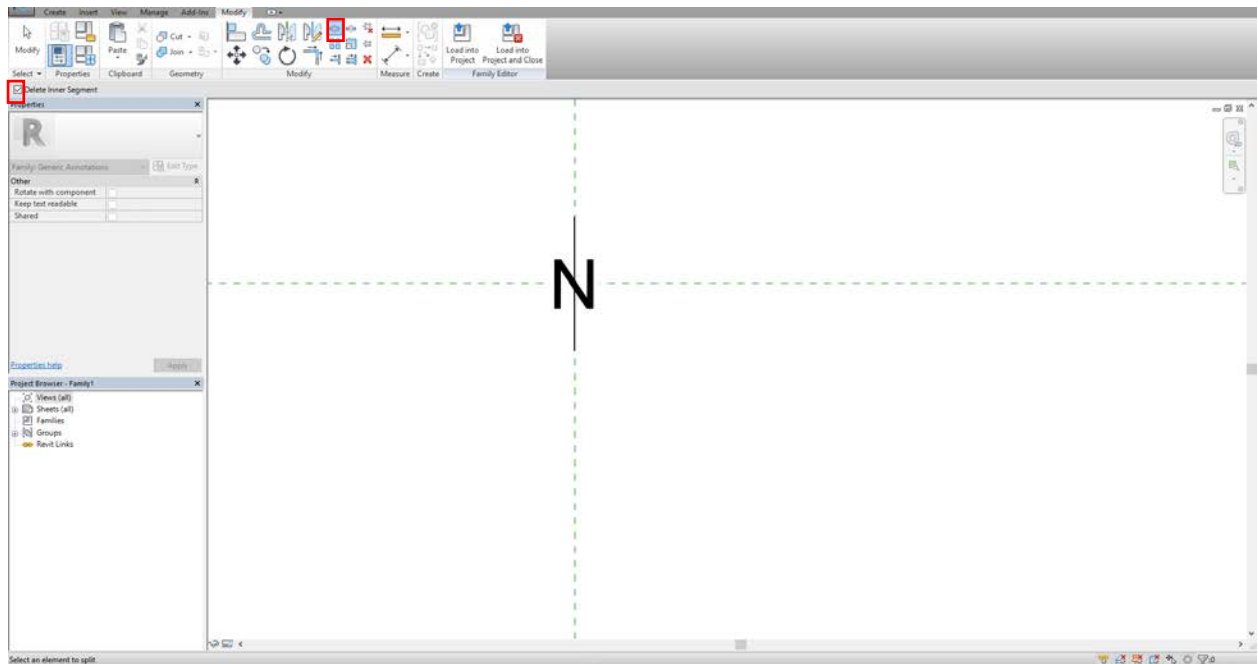 Create Insert View Manage Add-Ins Modify
Modify
Paste
Cut
Join
Load into Project
Load into Project and Close
Select Properties Clipboard Geometry Modify Measure Create Family Editor
Delete Inner Segment
Properties
R
Family: Generic Annotations Edit Type
Other
Rotate with component
Keep text readable
Shared
N
Properties help Apply
Project Browser - Family1
Views (all)
Sheets (all)
Families
Groups
Revit Links
Select an element to split
:0